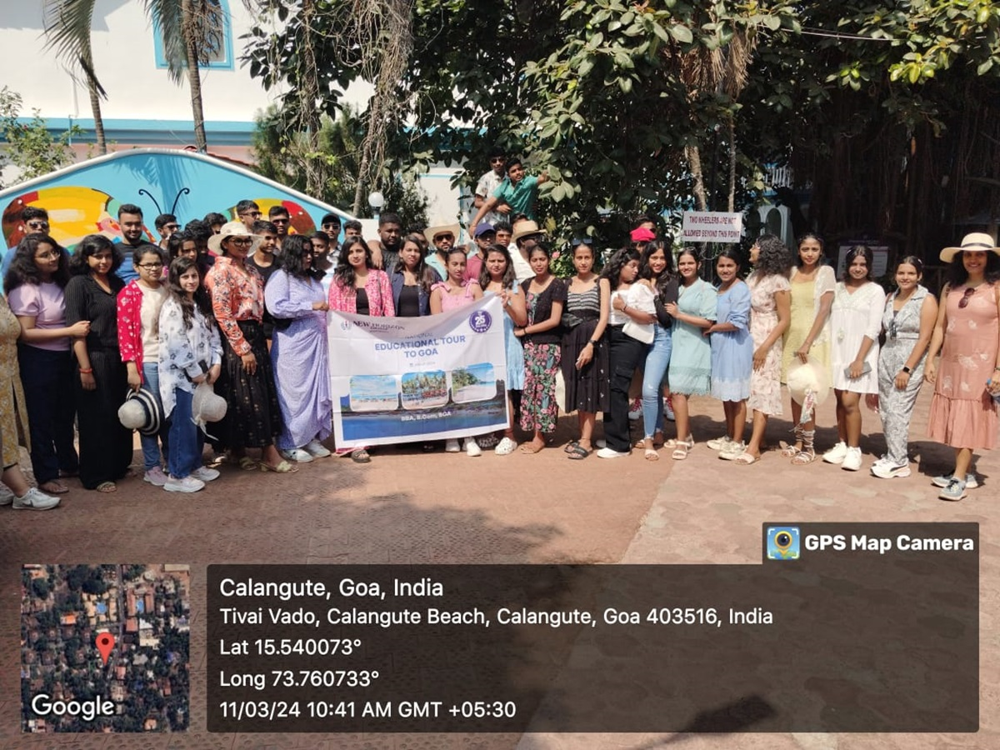 TWO WHEELERS ARE NOT
ALLOWED BEYOND THIS POINT
NEW HORIZON
EDUCATIONAL TOUR
TO GOA
BBA, B.Com, BCA
25
GPS Map Camera
Calangute, Goa, India
Tivai Vado, Calangute Beach, Calangute, Goa 403516, India
Lat 15.540073°
Long 73.760733°
11/03/24 10:41 AM GMT +05:30
Google